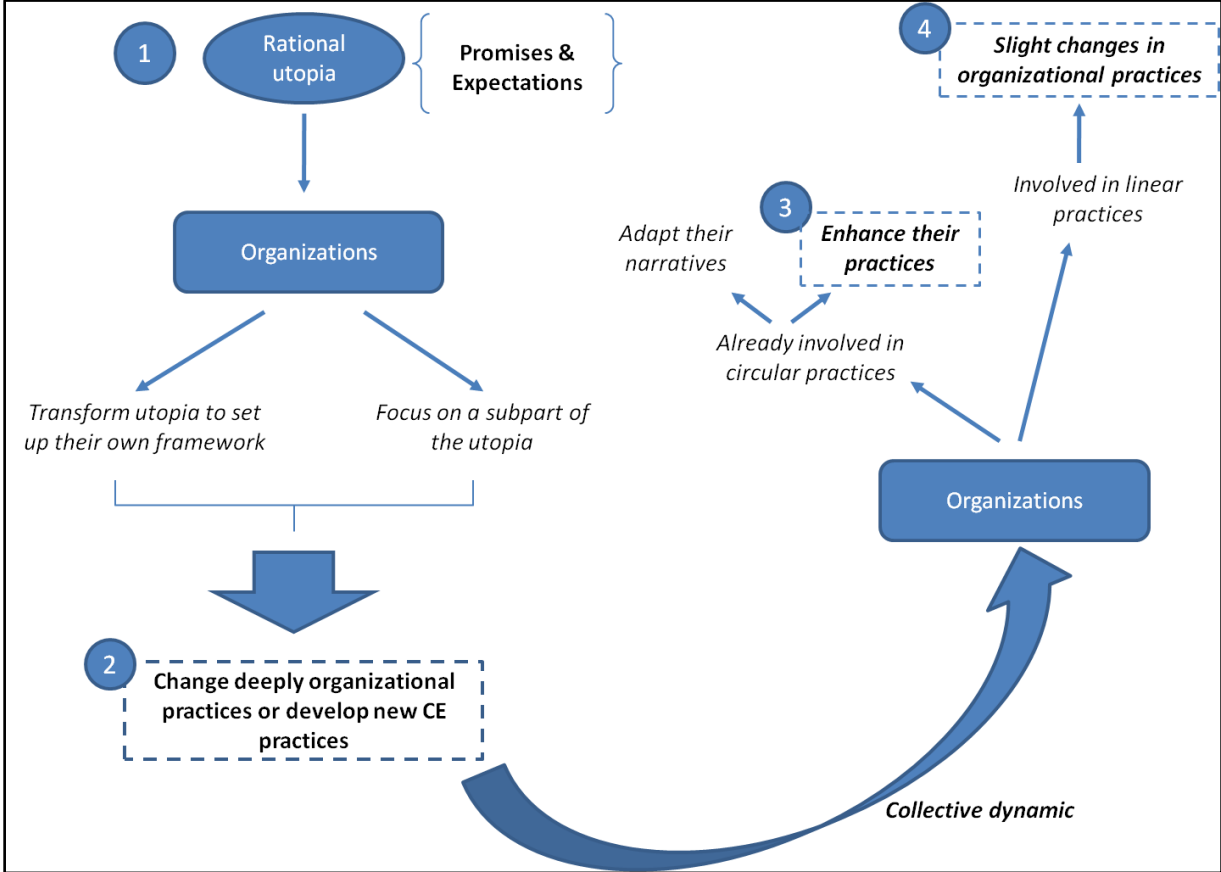 1
Rational
utopia
Promises &
Expectations
Organizations
Transform utopia to set
up their own framework
Focus on a subpart of
the utopia
2
Change deeply organizational
practices or develop new CE
practices
Collective dynamic
Organizations
Already involved in
circular practices
Adapt their
narratives
3
Enhance their
practices
Involved in linear
practices
4
Slight changes in
organizational practices